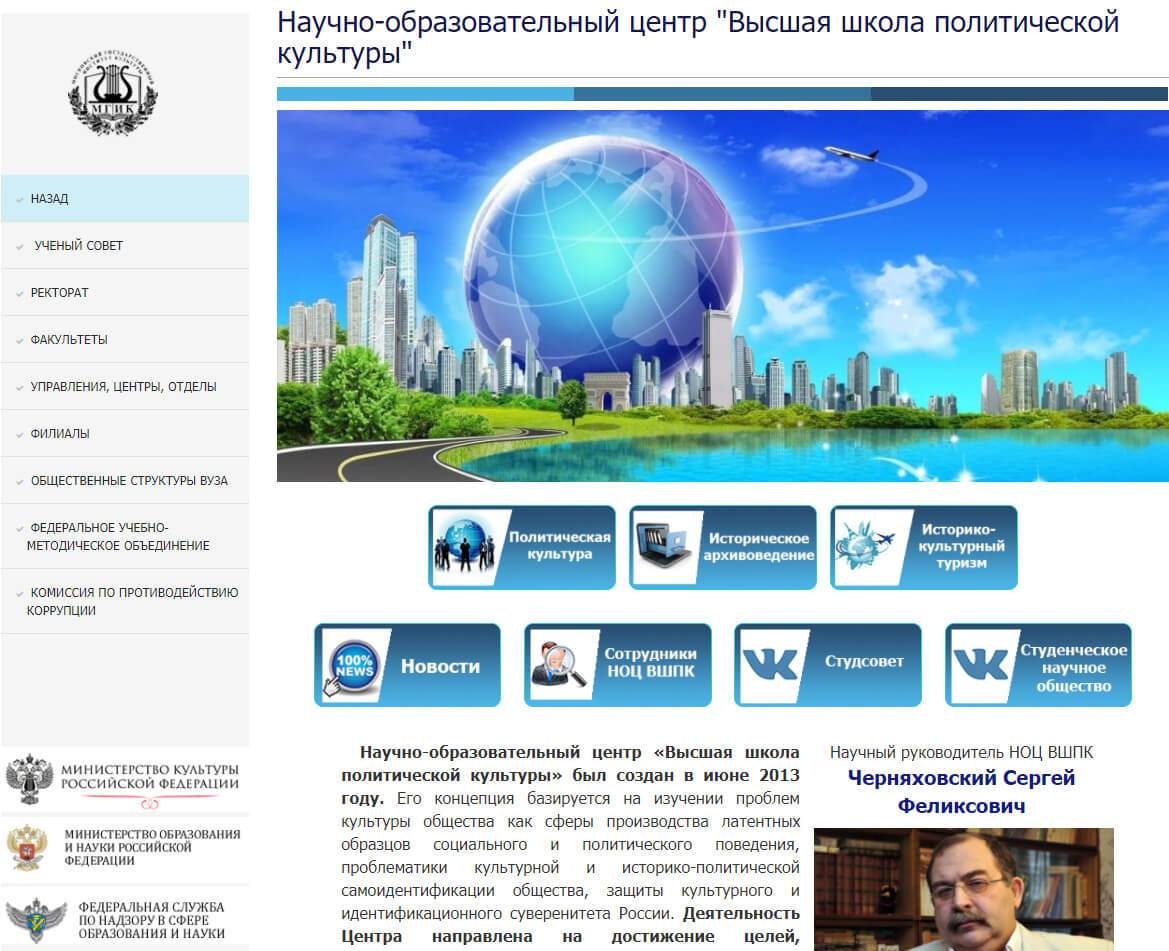 Научно-образовательный центр "Высшая школа политической
культуры"
МОСКОВСКИЙ ГОСУДАРСТВЕННЫЙ
ИНСТИТУТ КУЛЬТУРЫ
МГИК
НАЗАД
УЧЕНЫЙ СОВЕТ
РЕКТОРАТ
ФАКУЛЬТЕТЫ
УПРАВЛЕНИЯ, ЦЕНТРЫ, ОТДЕЛЫ
ФИЛИАЛЫ
ОБЩЕСТВЕННЫЕ СТРУКТУРЫ ВУЗА
ФЕДЕРАЛЬНОЕ УЧЕБНО-
МЕТОДИЧЕСКОЕ ОБЪЕДИНЕНИЕ
КОМИССИЯ ПО ПРОТИВОДЕЙСТВИЮ
КОРРУПЦИИ
МИНИСТЕРСТВО КУЛЬТУРЫ
РОССИЙСКОЙ ФЕДЕРАЦИИ
МИНИСТЕРСТВО ОБРАЗОВАНИЯ
И НАУКИ РОССИЙСКОЙ
ФЕДЕРАЦИИ
ФЕДЕРАЛЬНАЯ СЛУЖБА
ПО НАДЗОРУ В СФЕРЕ
ОБРАЗОВАНИЯ И НАУКИ
Политическая
культура
Историческое
архивоведение
Историко-
культурный
туризм
100%
NEWS
Новости
Сотрудники
НОЦ ВШПК
Студсовет
Студенческое
научное
общество
Научно-образовательный центр «Высшая школа
политической культуры» был создан в июне 2013
году. Его концепция базируется на изучении проблем
культуры общества как сферы производства латентных
образцов социального и политического поведения,
проблематики культурной и историко-политической
самоидентификации общества, защиты культурного и
идентификационного суверенитета России. Деятельность
Центра направлена на достижение целей,
Научный руководитель НОЦ ВШПК
Черняховский Сергей
Феликсович